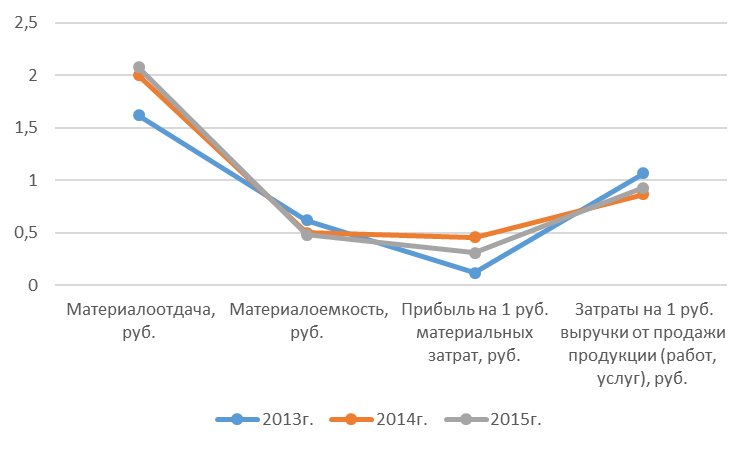 2,5
2
1,5
1
0,5
0
Материалоотдача,
руб.
Материалоемкость,
руб.
Прибыль на 1 руб.
материальных
затрат, руб.
Затраты на 1 руб.
выручки от продажи
продукции (работ,
услуг), руб.
2013г.
2014г.
2015г.